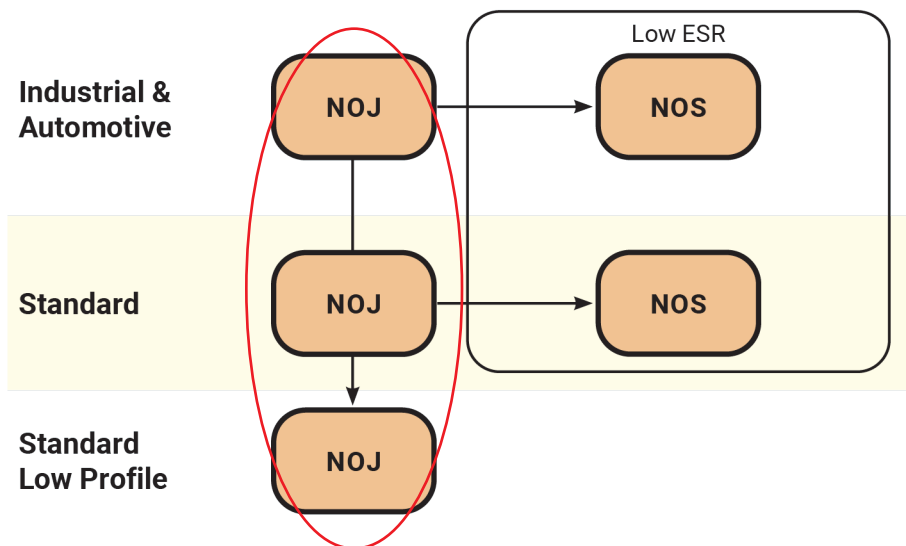 Low ESR
Industrial &
Automotive
NOJ
NOS
Standard
NOJ
NOS
Standard
Low Profile
NOJ